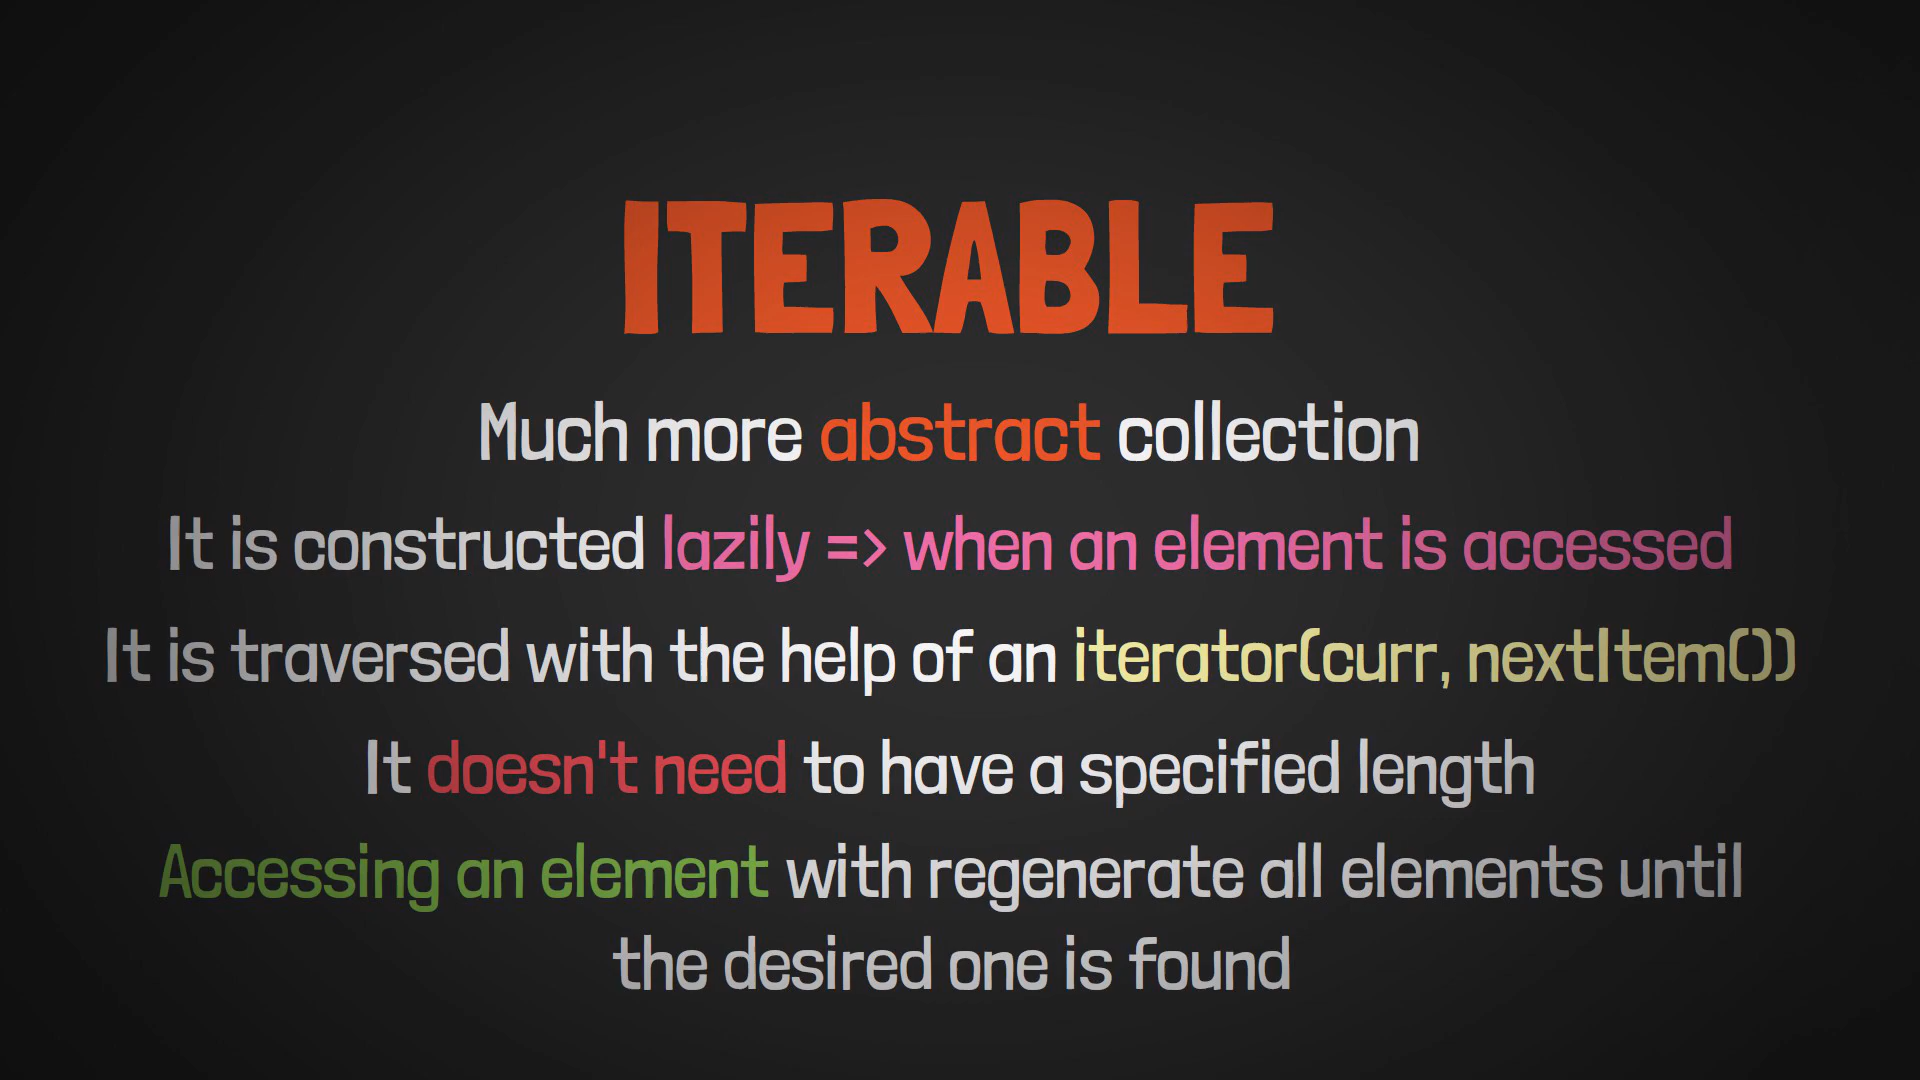 ITERABLE
Much more abstract collection
It is constructed lazily => when an element is accessed
It is traversed with the help of an iterator(curr, nextItem())
It doesn't need to have a specified length
Accessing an element with regenerate all elements until
the desired one is found